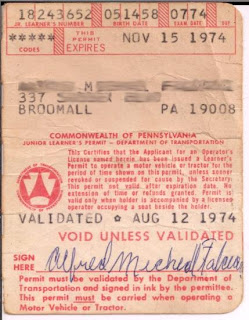 18243652 051458 0774
JR. LEARNER'S NUMBER BIRTH DATE EXAM DATE SET
***** THIS PERMIT EXPIRES NOV 15 1974
CODES
M
337
BROOMALL PA 19008
COMMONWEALTH OF PENNSYLVANIA
JUNIOR LEARNER'S PERMIT - DEPARTMENT OF TRANSPORTATION
This Certifies that the Applicant for an Operator's
License named herein has been issued a Learner's
Permit to operate a motor vehicle or tractor for the
period of time shown on this permit, unless sooner
revoked or suspended for cause by the Secretary.
This permit not valid after expiration date. No
extension of time or refunds granted. Permit is
valid only when holder is accompanied by a licensed
operator occupying a seat beside the holder.
VALIDATED AUG 12 1974
VOID UNLESS VALIDATED
SIGN HERE Alfred Michael
Permit must be validated by the Department of
Transportation and signed in ink by the permittee.
This permit must be carried when operating a
Motor Vehicle or Tractor.